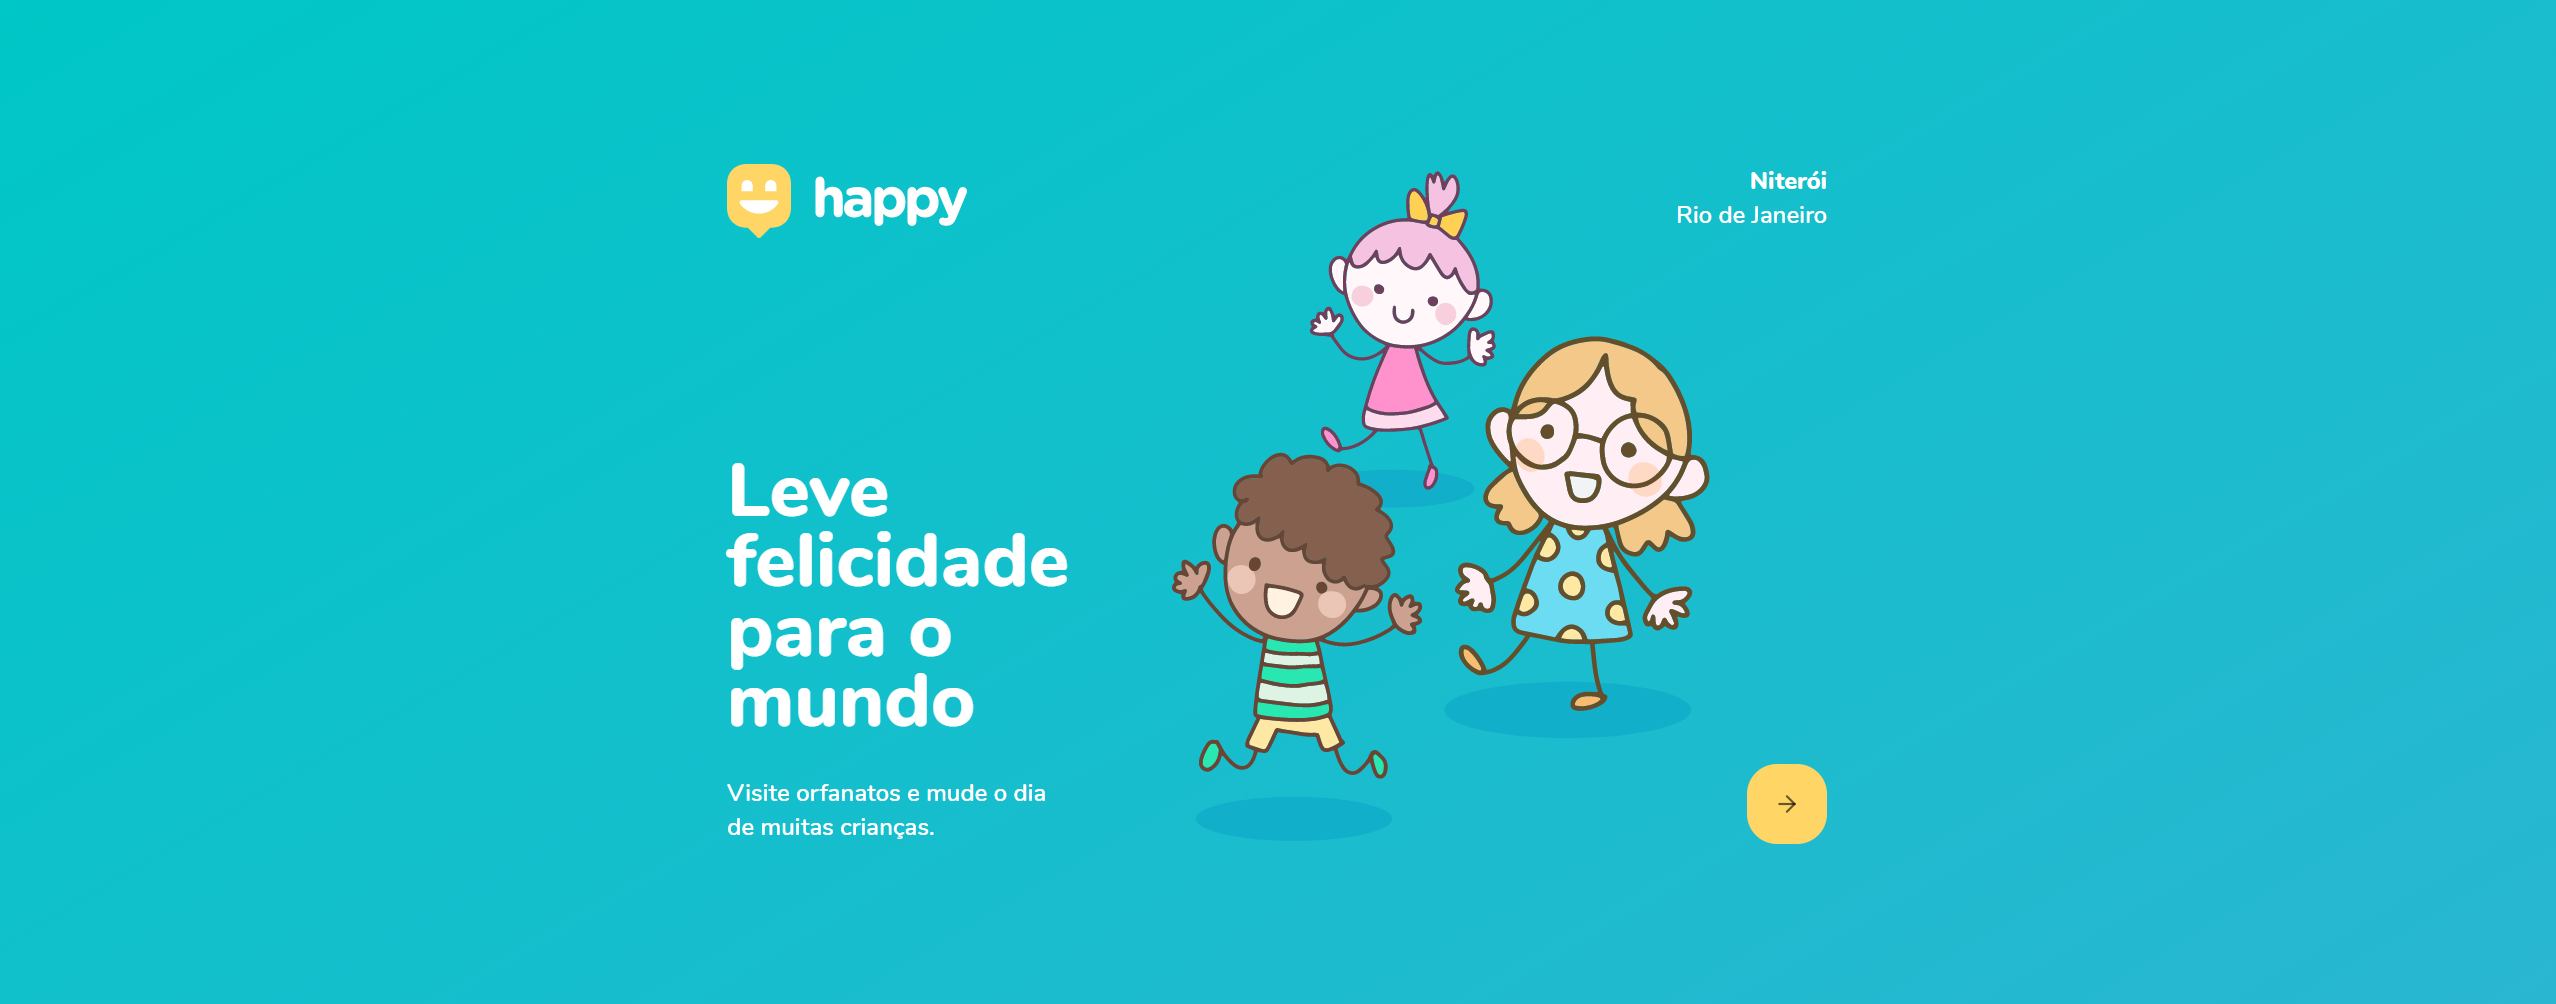 happy
Niterói
Rio de Janeiro
Leve
felicidade
para o
mundo
Visite orfanatos e mude o dia
de muitas crianças.